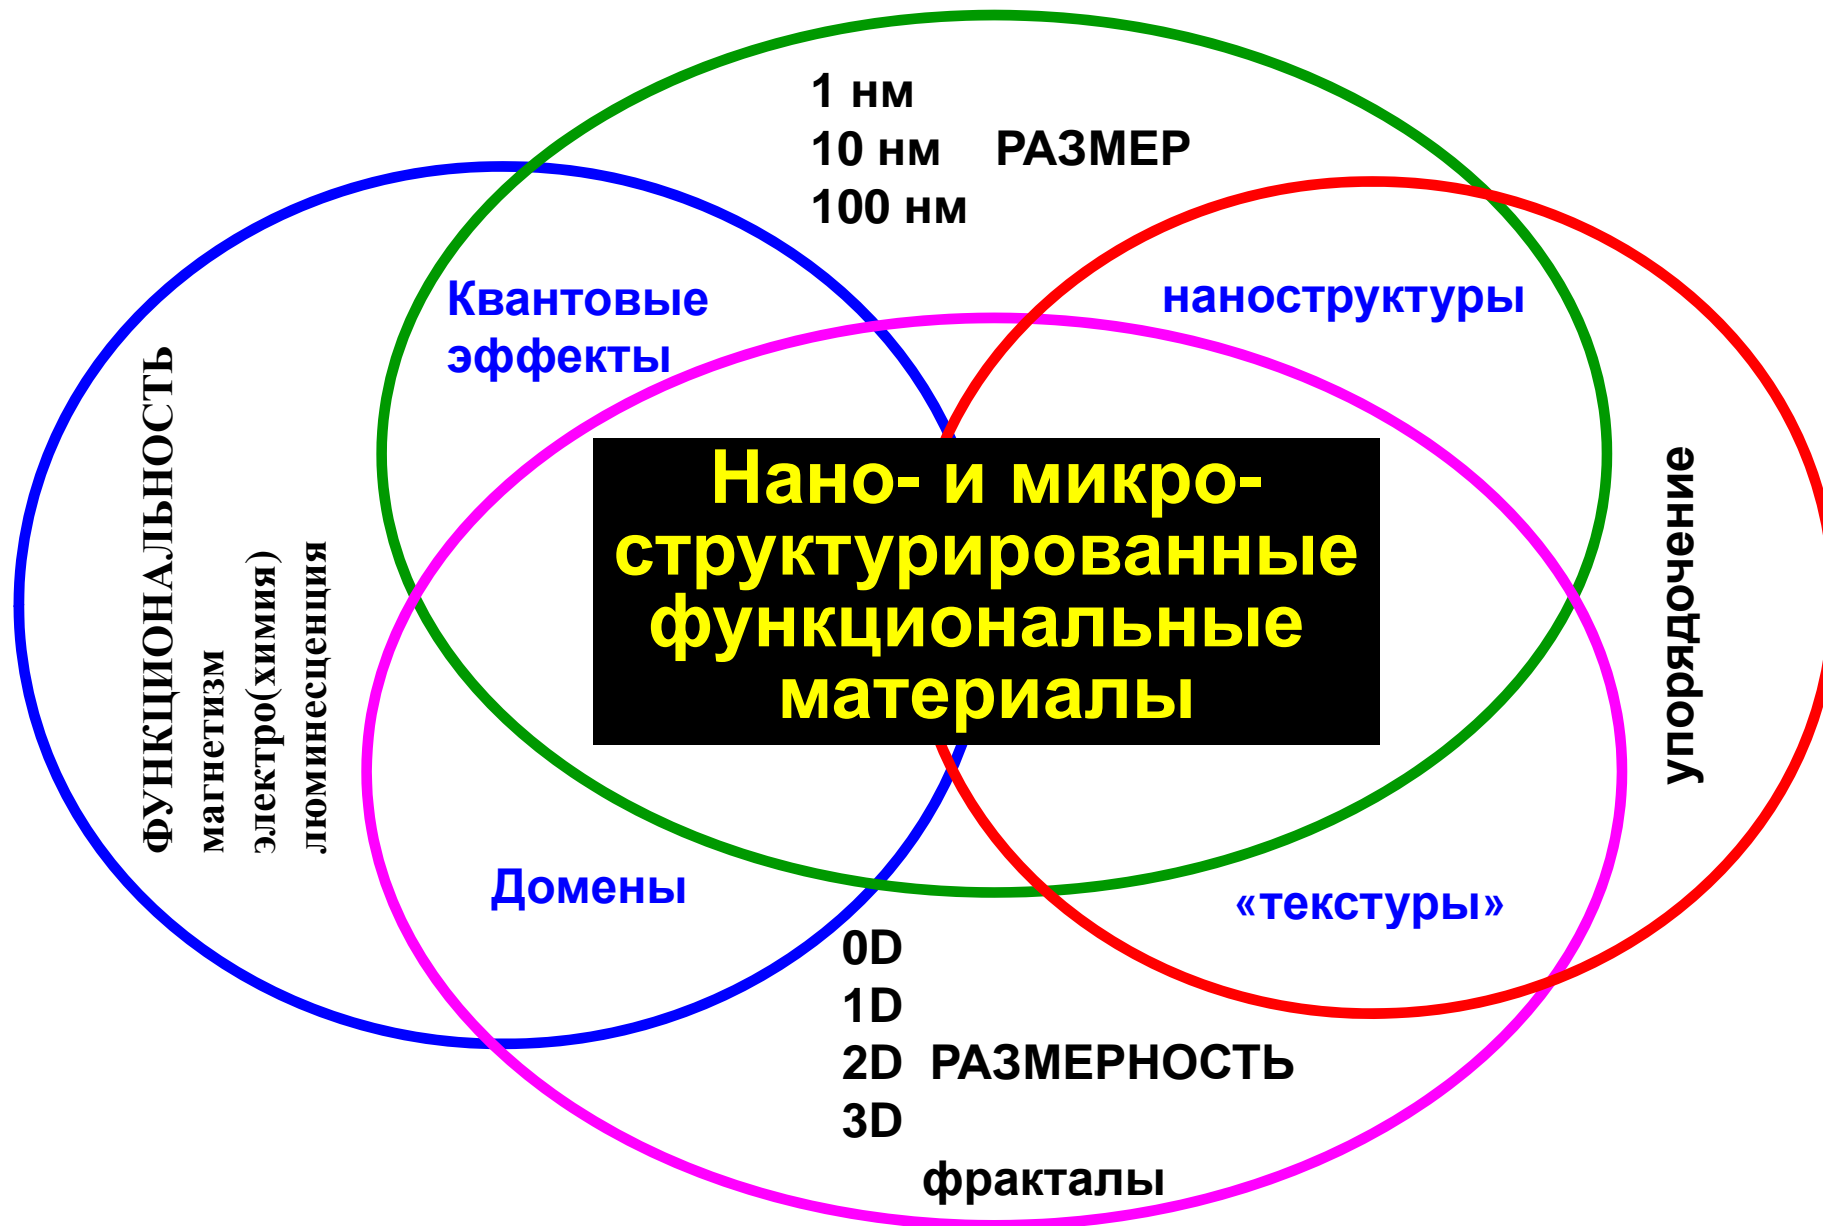 1 нм
10 нм РАЗМЕР
100 нм
Квантовые
эффекты
наноструктуры
ФУНКЦИОНАЛЬНОСТЬ
магнетизм
электро(химия)
люминесценция
Нано- и микро-
структурированные
функциональные
материалы
упорядочение
Домены
«текстуры»
0D
1D
2D РАЗМЕРНОСТЬ
3D
фракталы